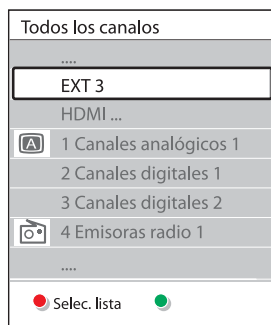 Todos los canales
....
EXT 3
HDMI ...
A 1 Canales analógicos 1
2 Canales digitales 1
3 Canales digitales 2
4 Emisoras radio 1
....
Selec. lista